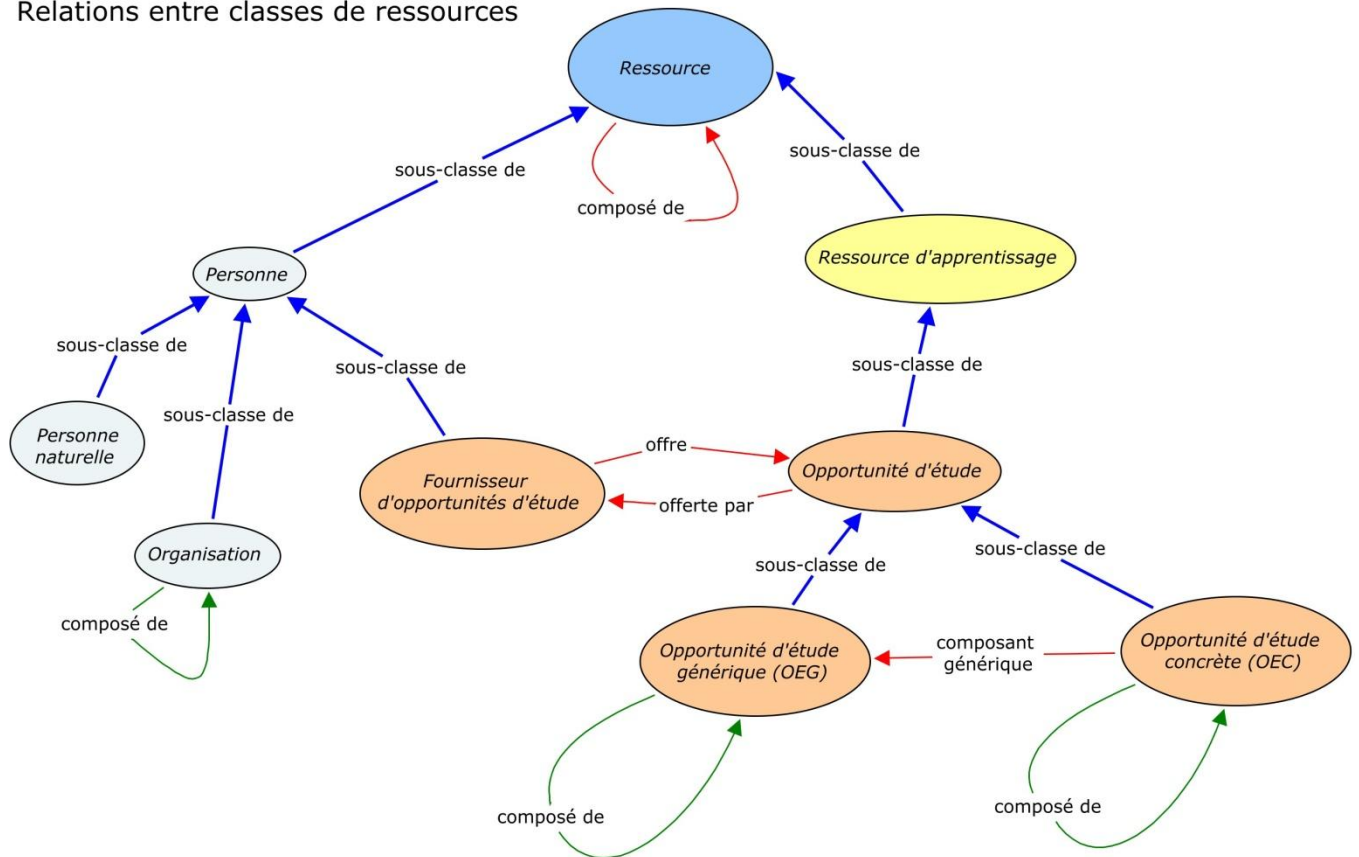 Relations entre classes de ressources
Ressource
sous-classe de
sous-classe de
composé de
Personne
Ressource d'apprentissage
sous-classe de
sous-classe de
sous-classe de
sous-classe de
Personne
naturelle
Fournisseur
d'opportunités d'étude
offre
offerte par
Opportunité d'étude
Organisation
composé de
sous-classe de
sous-classe de
Opportunité d'étude
générique (OEG)
composant
générique
Opportunité d'étude
concrète (OEC)
composé de
composé de